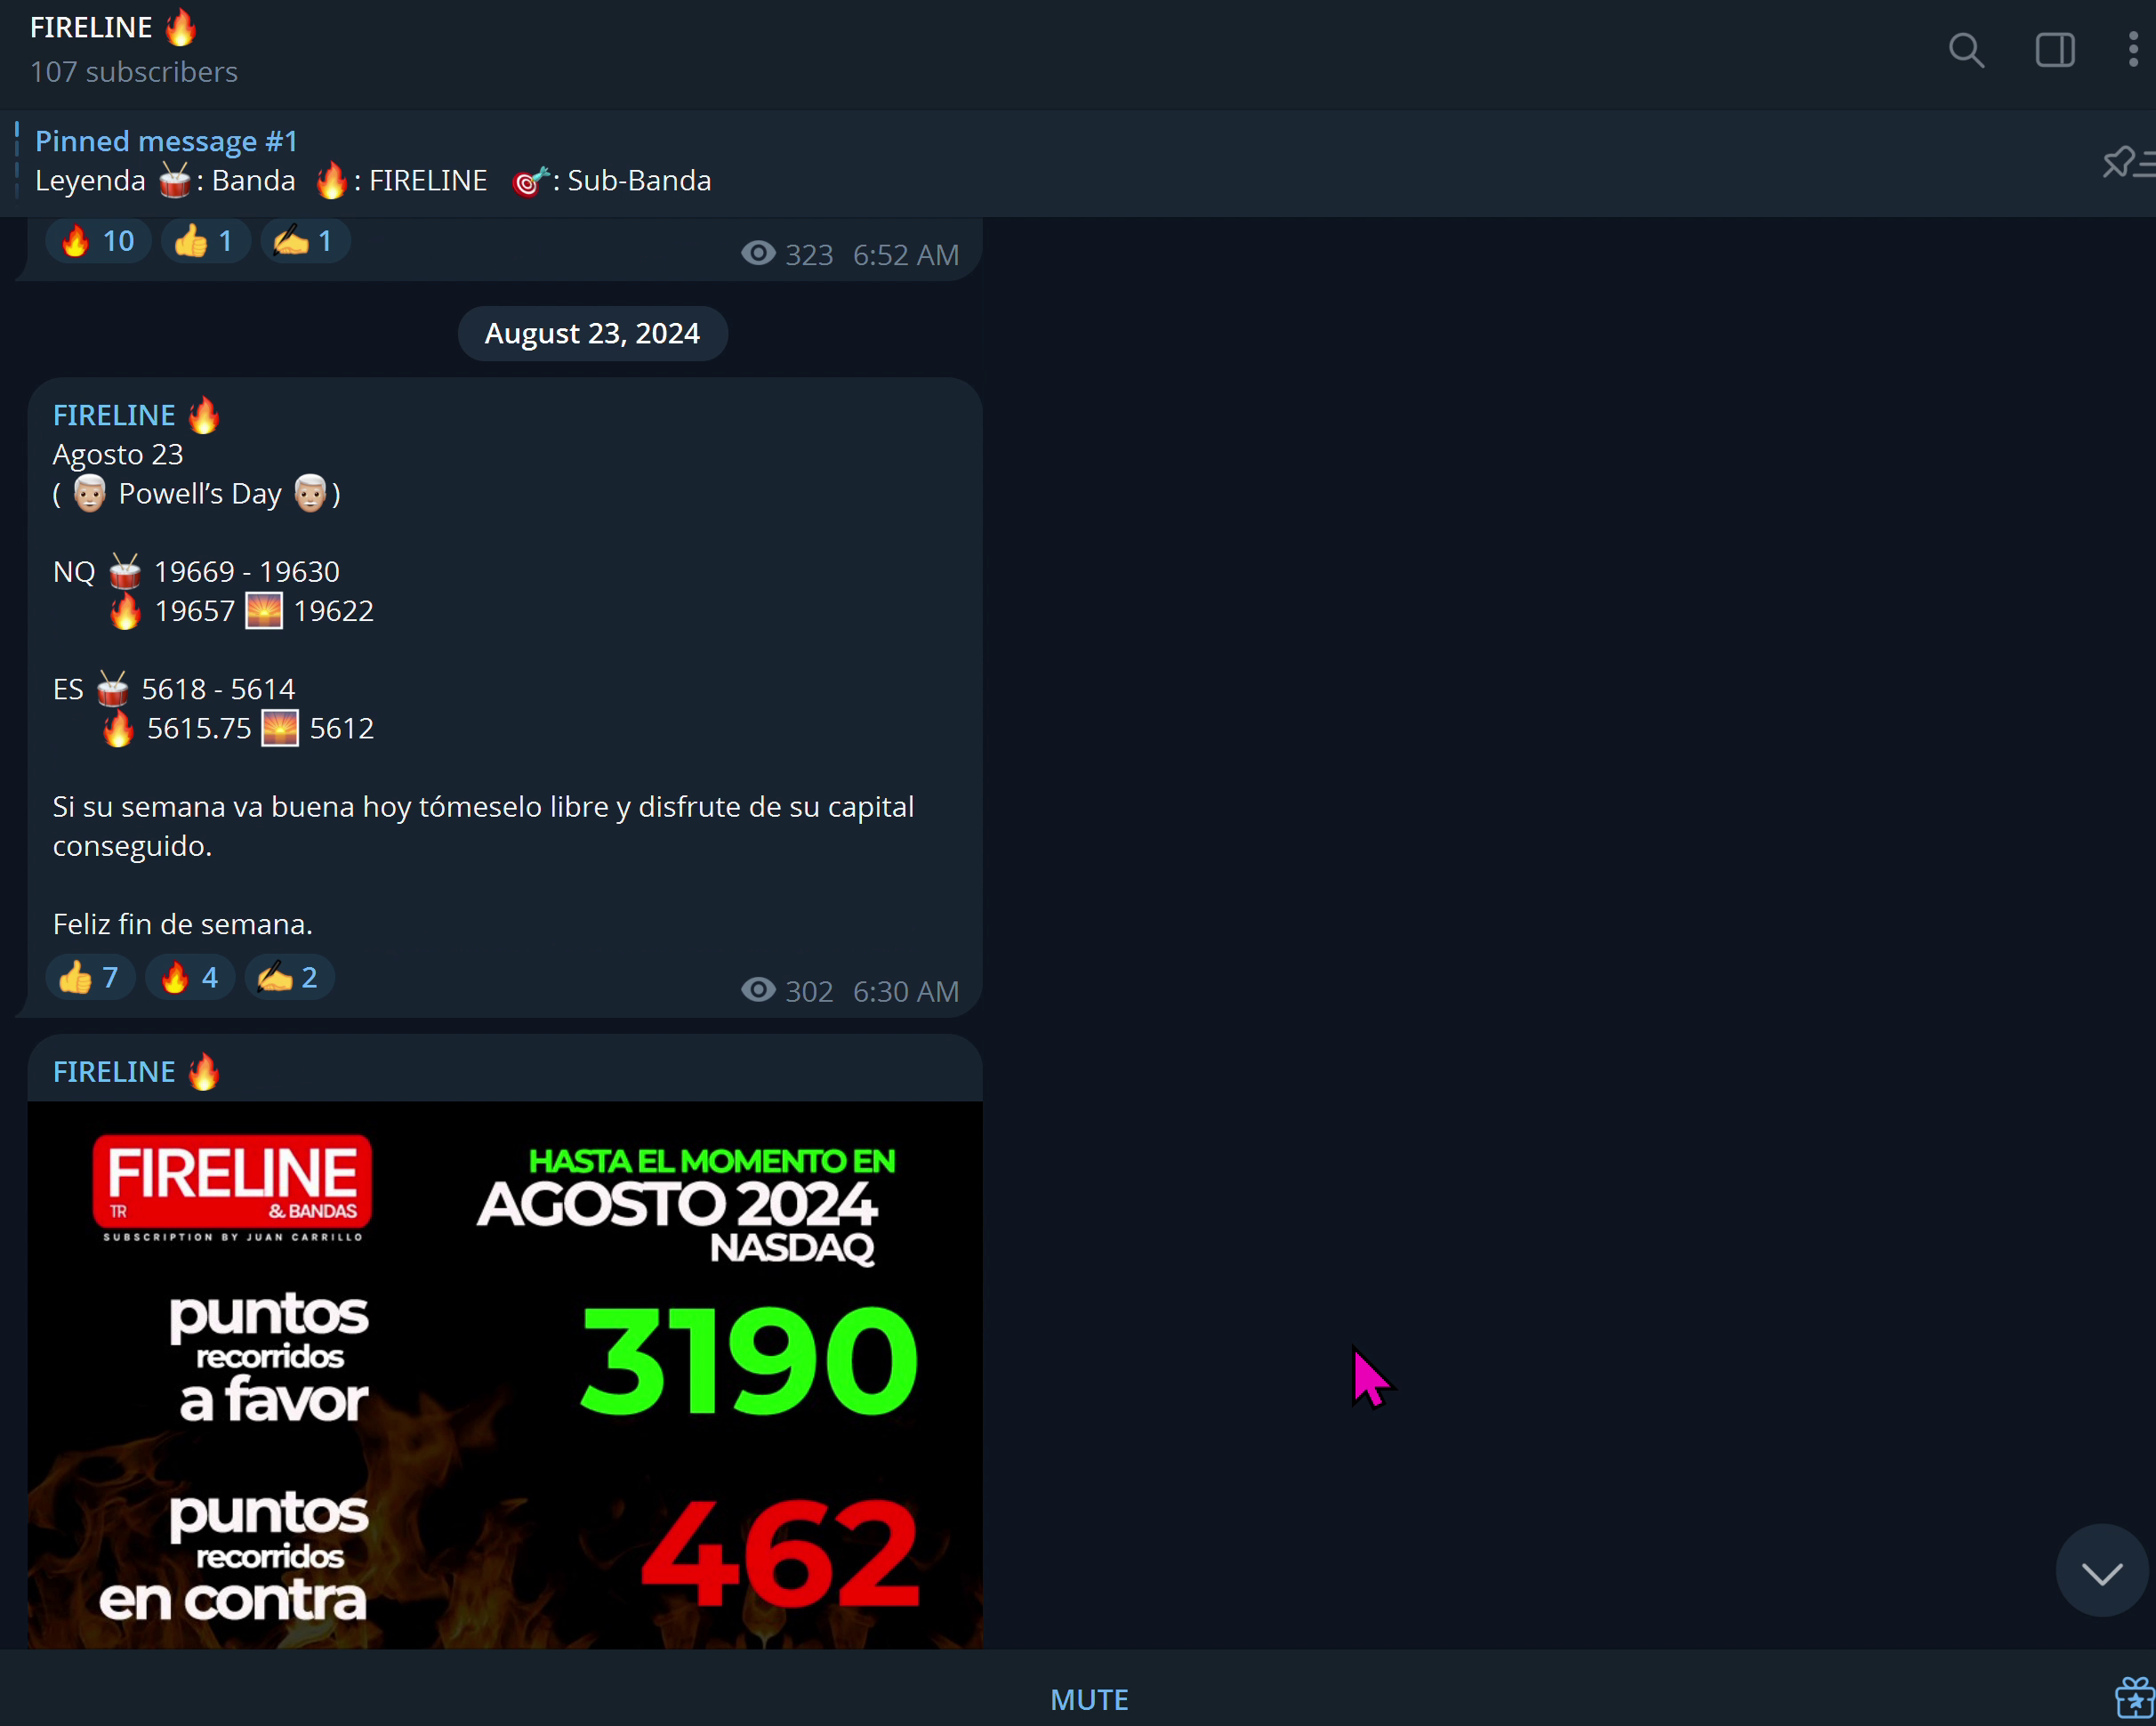 FIRELINE 🔥
107 subscribers
Pinned message #1
Leyenda 🥁: Banda 🔥: FIRELINE 🎯: Sub-Banda
🔥 10 👍 1 ✍ 1
323 6:52 AM
August 23, 2024
FIRELINE 🔥
Agosto 23
( 👨🏼‍🦳 Powell’s Day 👨🏼‍🦳)
NQ 🥁 19669 - 19630
🔥 19657 🌅 19622
ES 🥁 5618 - 5614
🔥 5615.75 🌅 5612
Si su semana va buena hoy tómeselo libre y disfrute de su capital
conseguido.
Feliz fin de semana.
👍 7 🔥 4 ✍ 2
302 6:30 AM
FIRELINE 🔥
FIRELINE
TR & BANDAS
SUBSCRIPTION BY JUAN CARRILLO
HASTA EL MOMENTO EN
AGOSTO 2024
NASDAQ
puntos
recorridos
a favor
3190
puntos
recorridos
en contra
462
MUTE